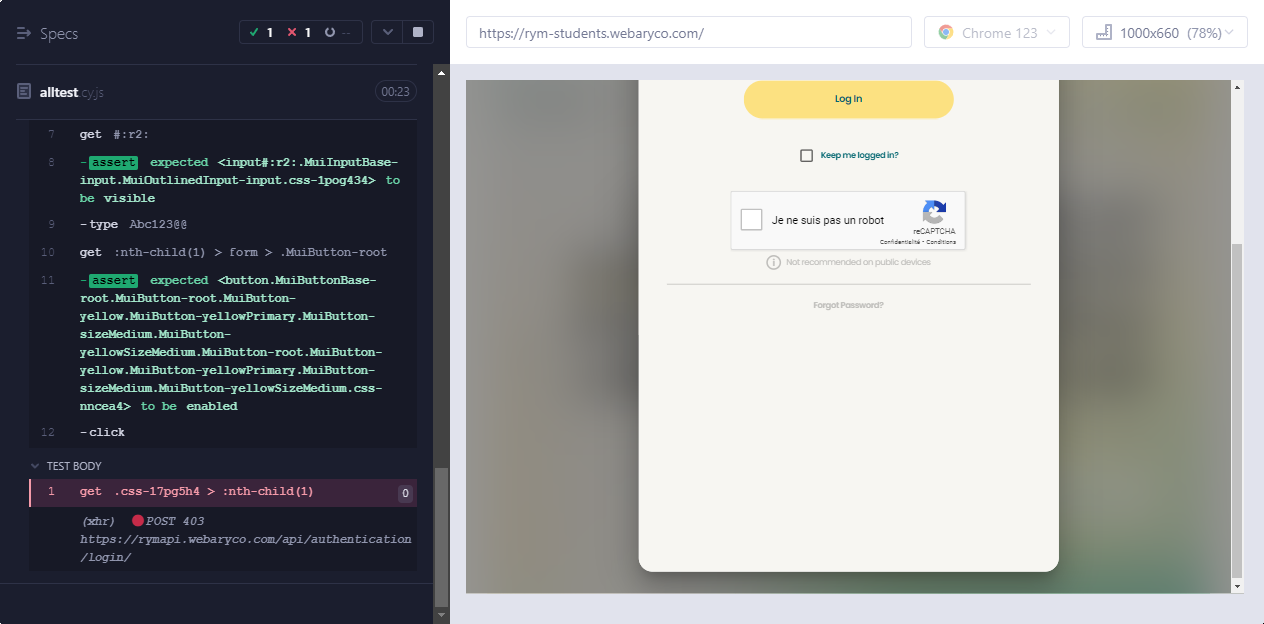 Specs
1 1 --
alltest.cy.js 00:23
7 get #:r2:
8 -assert expected <input#:r2:.MuiInputBase-
input.MuiOutlinedInput-input.css-1pog434> to
be visible
9 -type Abc123@@
10 get :nth-child(1) > form > .MuiButton-root
11 -assert expected <button.MuiButtonBase-
root.MuiButton-root.MuiButton-
yellow.MuiButton-yellowPrimary.MuiButton-
sizeMedium.MuiButton-
yellowSizeMedium.MuiButton-root.MuiButton-
yellow.MuiButton-yellowPrimary.MuiButton-
sizeMedium.MuiButton-yellowSizeMedium.css-
nncea4> to be enabled
12 -click
TEST BODY
1 get .css-17pg5h4 > :nth-child(1) 0
(xhr) POST 403
https://rymapi.webaryco.com/api/authentication
/login/
https://rym-students.webaryco.com/
Chrome 123
1000x660 (78%)
Log In
Keep me logged in?
Je ne suis pas un robot
reCAPTCHA
Confidentialité - Conditions
Not recommended on public devices
Forgot Password?